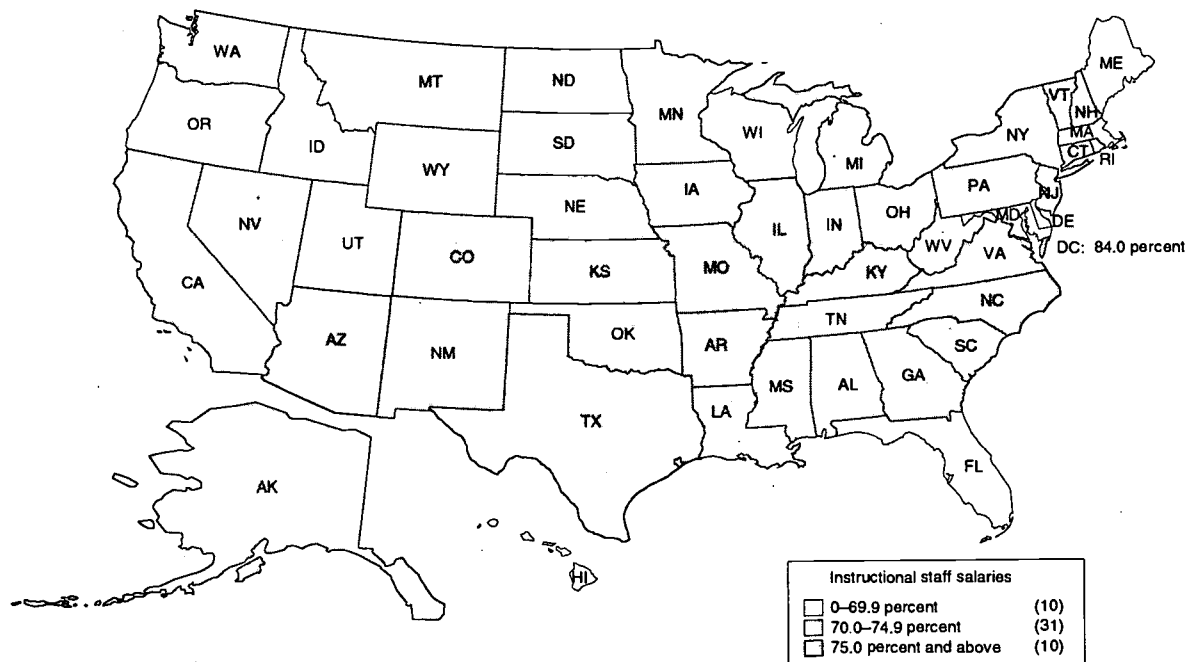 WA
MT
ND
MN
ME
VT
NH
OR
ID
SD
WI
NY
MA
WY
MI
CT
RI
NV
NE
IA
PA
NJ
UT
CO
IL
IN
OH
MD
DE
WV
DC: 84.0 percent
CA
KS
MO
KY
VA
AZ
NM
OK
AR
TN
NC
SC
TX
LA
MS
AL
GA
AK
FL
HI
Instructional staff salaries
0–69.9 percent (10)
70.0–74.9 percent (31)
75.0 percent and above (10)